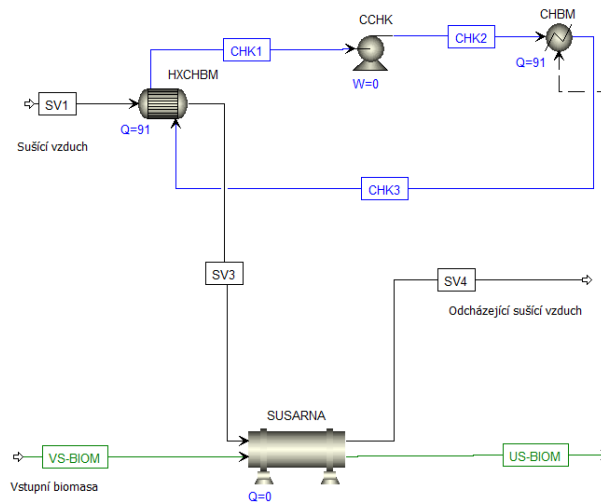 CCHK
CHBM
CHK1
CHK2
HXCHBM
Q=91
W=0
SV1
Q=91
Sušící vzduch
CHK3
SV3
SV4
Odcházející sušící vzduch
SUSARNA
VS-BIOM
US-BIOM
Vstupní biomasa
Q=0